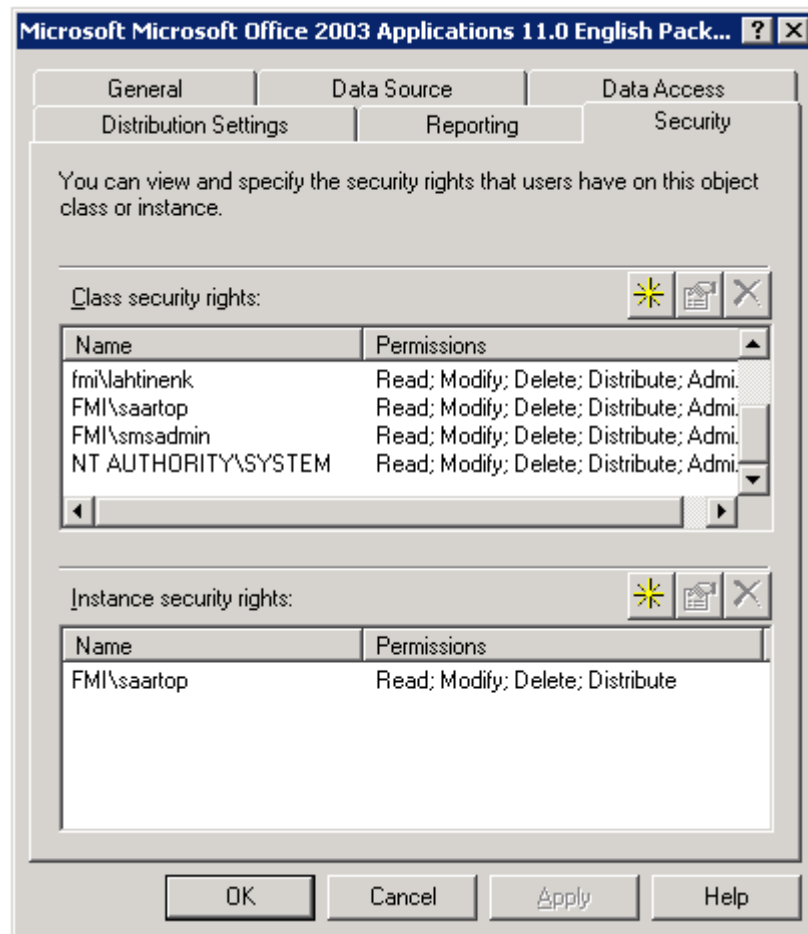 Microsoft Microsoft Office 2003 Applications 11.0 English Pack...
General Data Source Data Access
Distribution Settings Reporting Security
You can view and specify the security rights that users have on this object
class or instance.
Class security rights:
Name Permissions
fmi\lahtinenk Read; Modify; Delete; Distribute; Admi.
FMI\saartop Read; Modify; Delete; Distribute; Admi.
FMI\smsadmin Read; Modify; Delete; Distribute; Admi.
NT AUTHORITY\SYSTEM Read; Modify; Delete; Distribute; Admi.
Instance security rights:
Name Permissions
FMI\saartop Read; Modify; Delete; Distribute
OK Cancel Apply Help